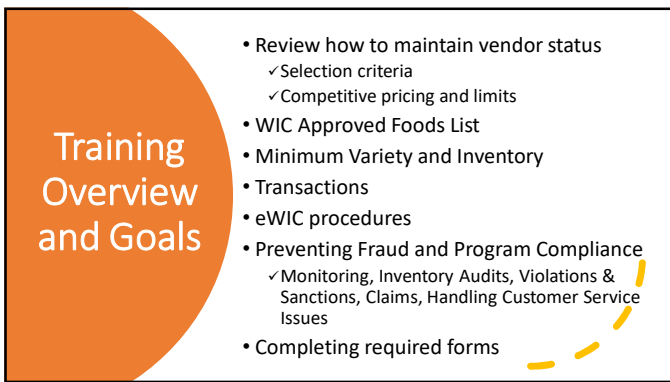 Training
Overview
and Goals
• Review how to maintain vendor status
✓Selection criteria
✓Competitive pricing and limits
• WIC Approved Foods List
• Minimum Variety and Inventory
• Transactions
• eWIC procedures
• Preventing Fraud and Program Compliance
✓Monitoring, Inventory Audits, Violations &
Sanctions, Claims, Handling Customer Service
Issues
• Completing required forms